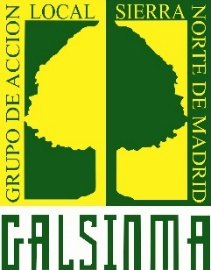 GRUPO DE ACCION
LOCAL
SIERRA
NORTE DE MADRID
GALSINMA